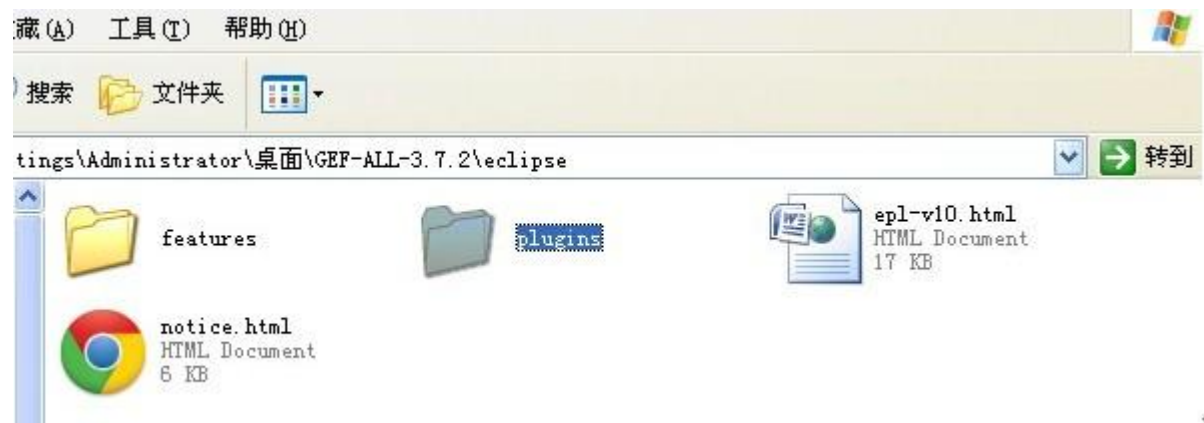 藏(A) 工具(T) 帮助(H)
搜索 文件夹
tings\Administrator\桌面\GEF-ALL-3.7.2\eclipse 转到
features
plugins
epl-v10.html
HTML Document
17 KB
notice.html
HTML Document
6 KB